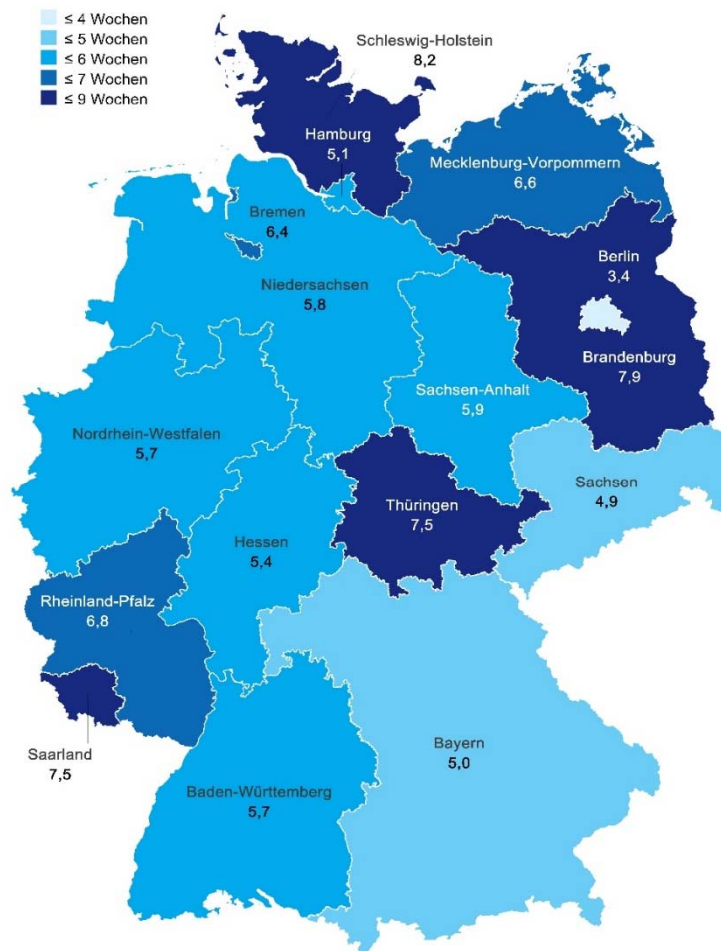 ≤ 4 Wochen
≤ 5 Wochen
≤ 6 Wochen
≤ 7 Wochen
≤ 9 Wochen
Schleswig-Holstein
8,2
Hamburg
5,1
Mecklenburg-Vorpommern
6,6
Bremen
6,4
Berlin
3,4
Niedersachsen
5,8
Brandenburg
7,9
Sachsen-Anhalt
5,9
Nordrhein-Westfalen
5,7
Sachsen
4,9
Thüringen
7,5
Hessen
5,4
Rheinland-Pfalz
6,8
Saarland
7,5
Bayern
5,0
Baden-Württemberg
5,7